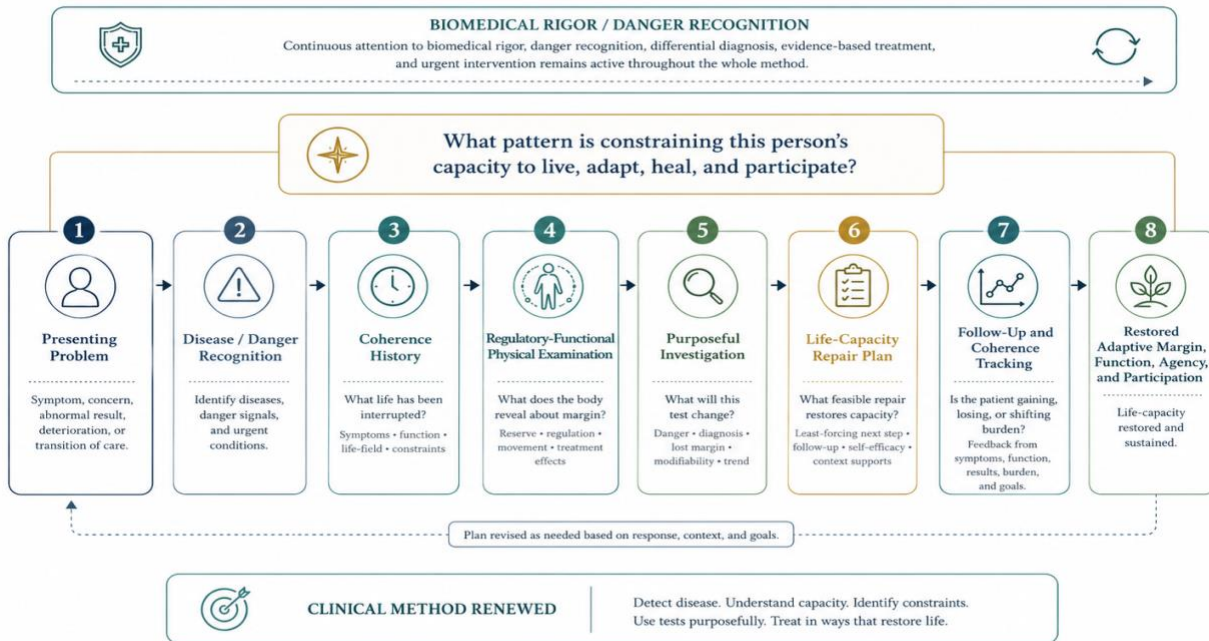 BIOMEDICAL RIGOR / DANGER RECOGNITION
Continuous attention to biomedical rigor, danger recognition, differential diagnosis, evidence-based treatment,
and urgent intervention remains active throughout the whole method.
What pattern is constraining this person's
capacity to live, adapt, heal, and participate?
1
Presenting
Problem
Symptom, concern,
abnormal result,
deterioration, or
transition of care.
2
Disease / Danger
Recognition
Identify diseases,
danger signals,
and urgent
conditions.
3
Coherence
History
What life has been
interrupted?
Symptoms • function •
life-field • constraints
4
Regulatory-Functional
Physical Examination
What does the body
reveal about margin?
Reserve • regulation •
movement • treatment
effects
5
Purposeful
Investigation
What will this
test change?
Danger • diagnosis •
lost margin •
modifiability • trend
6
Life-Capacity
Repair Plan
What feasible repair
restores capacity?
Least-forcing next step •
follow-up • self-efficacy •
context supports
7
Follow-Up and
Coherence
Tracking
Is the patient gaining,
losing, or shifting
burden?
Feedback from
symptoms, function,
results, burden,
and goals.
8
Restored
Adaptive Margin,
Function, Agency,
and Participation
Life-capacity
restored and
sustained.
Plan revised as needed based on response, context, and goals.
CLINICAL METHOD RENEWED
Detect disease. Understand capacity. Identify constraints.
Use tests purposefully. Treat in ways that restore life.